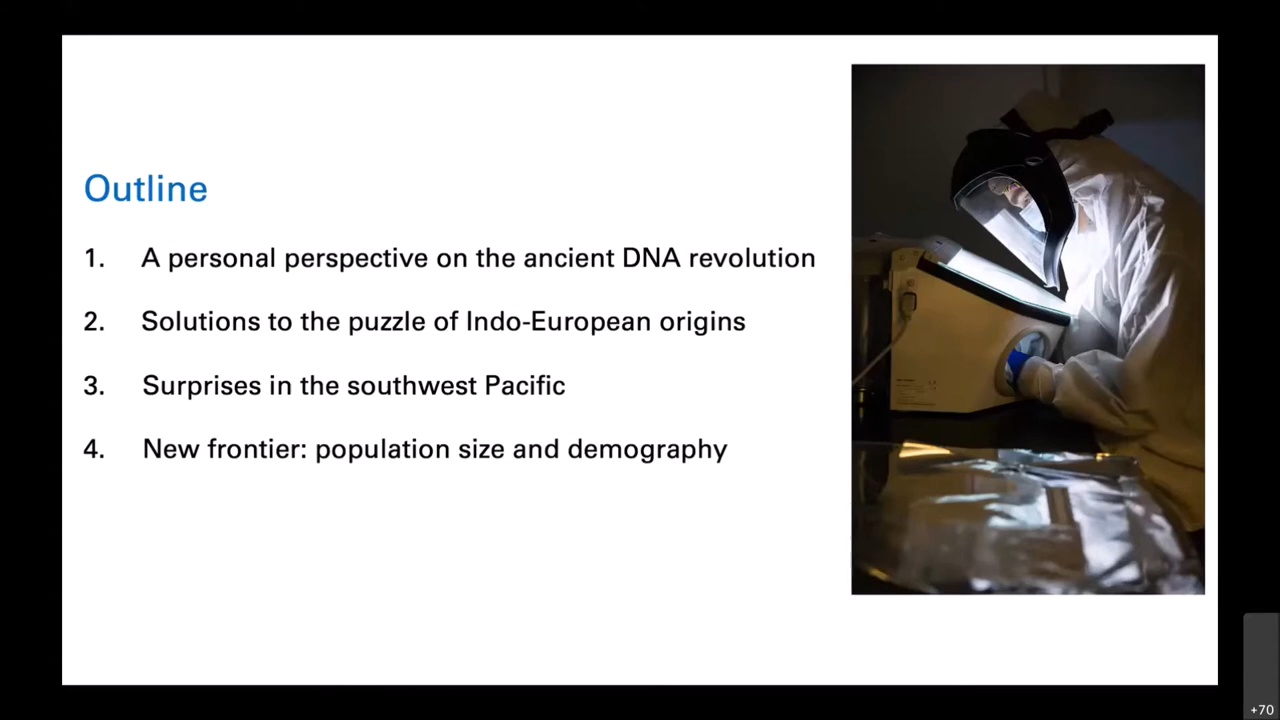 Outline
1. A personal perspective on the ancient DNA revolution
2. Solutions to the puzzle of Indo-European origins
3. Surprises in the southwest Pacific
4. New frontier: population size and demography
+70